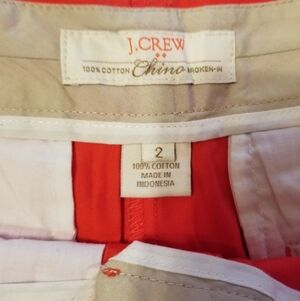 J.CREW
100% COTTON Chino BROKEN-IN
2
100% COTTON
MADE IN
INDONESIA